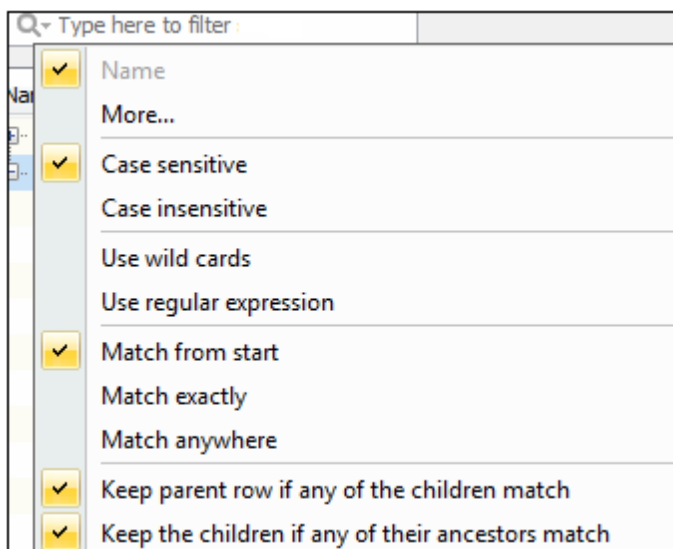 Type here to filter
Name
Nar
More...
Case sensitive
Case insensitive
Use wild cards
Use regular expression
Match from start
Match exactly
Match anywhere
Keep parent row if any of the children match
Keep the children if any of their ancestors match